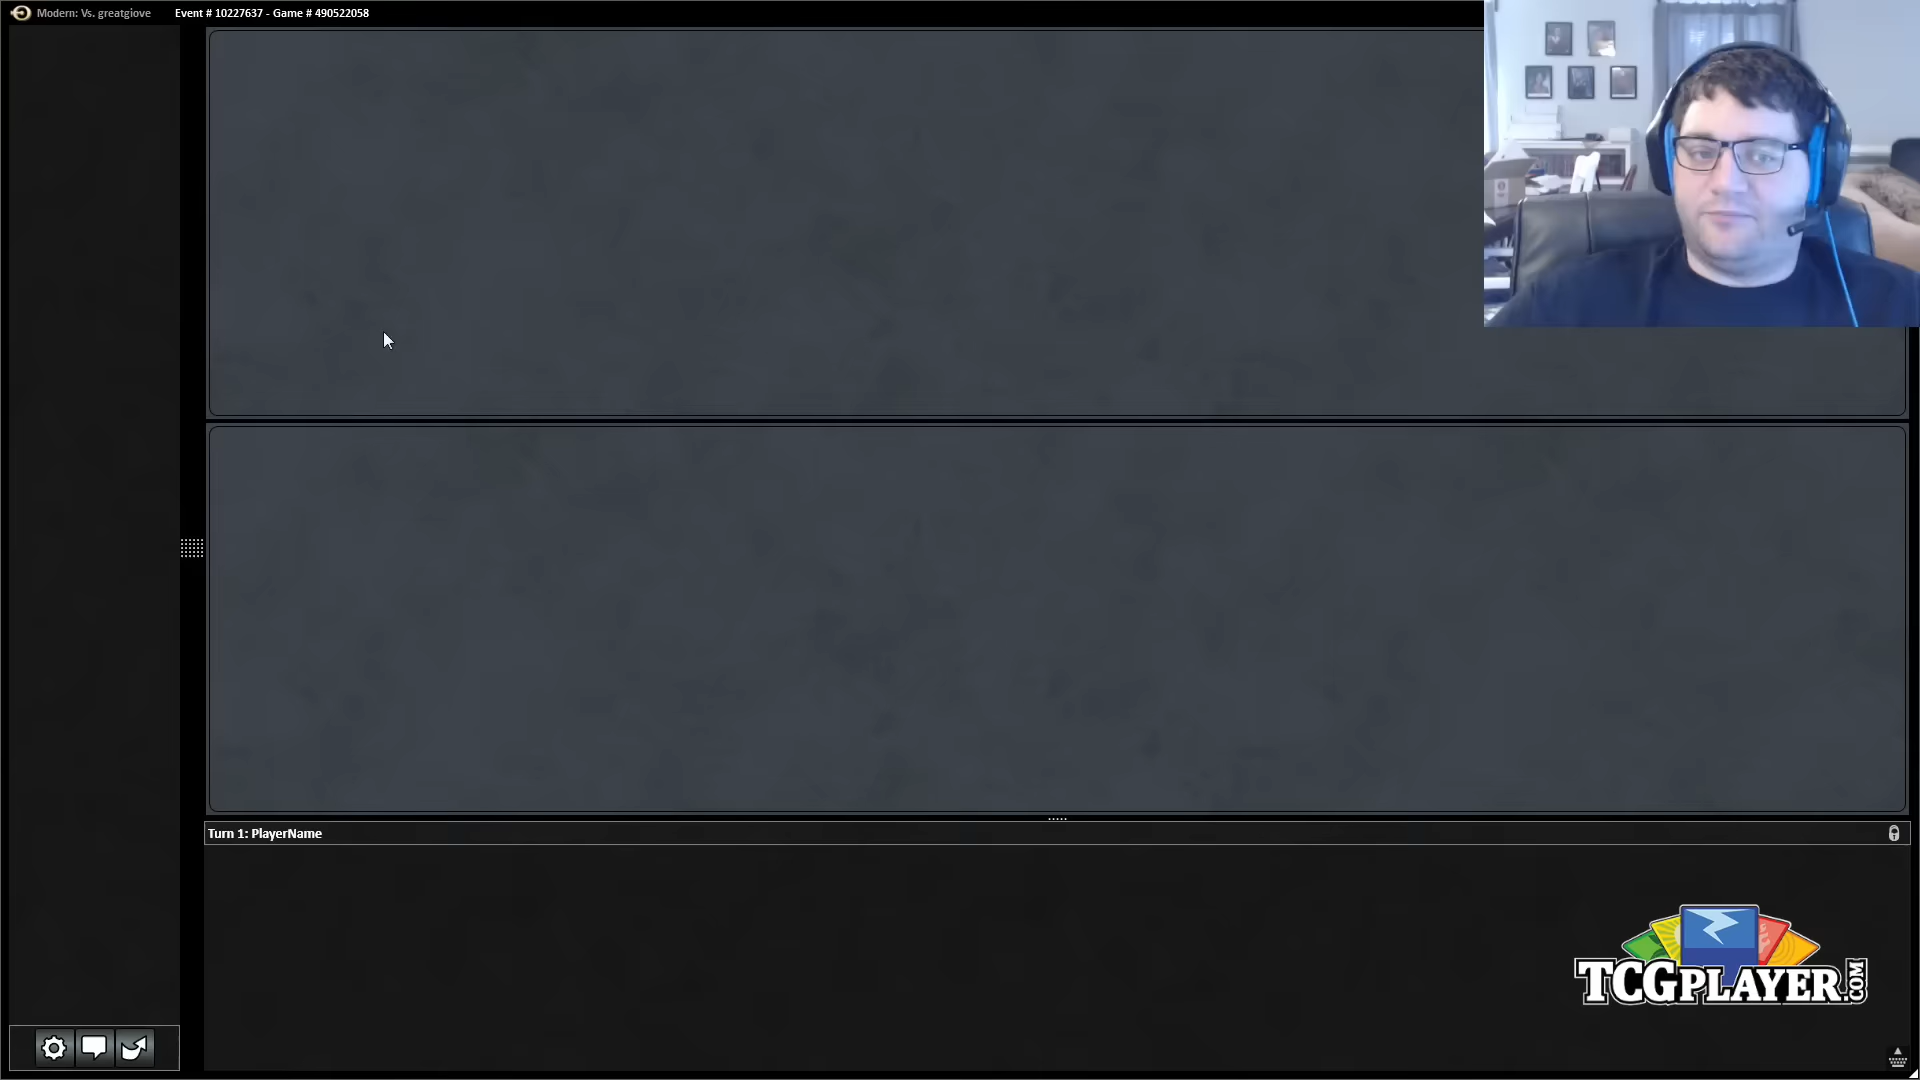 Modern: Vs. greatgiove
Event # 10227637 - Game # 490522058
Turn 1: PlayerName
TCGPLAYER.COM